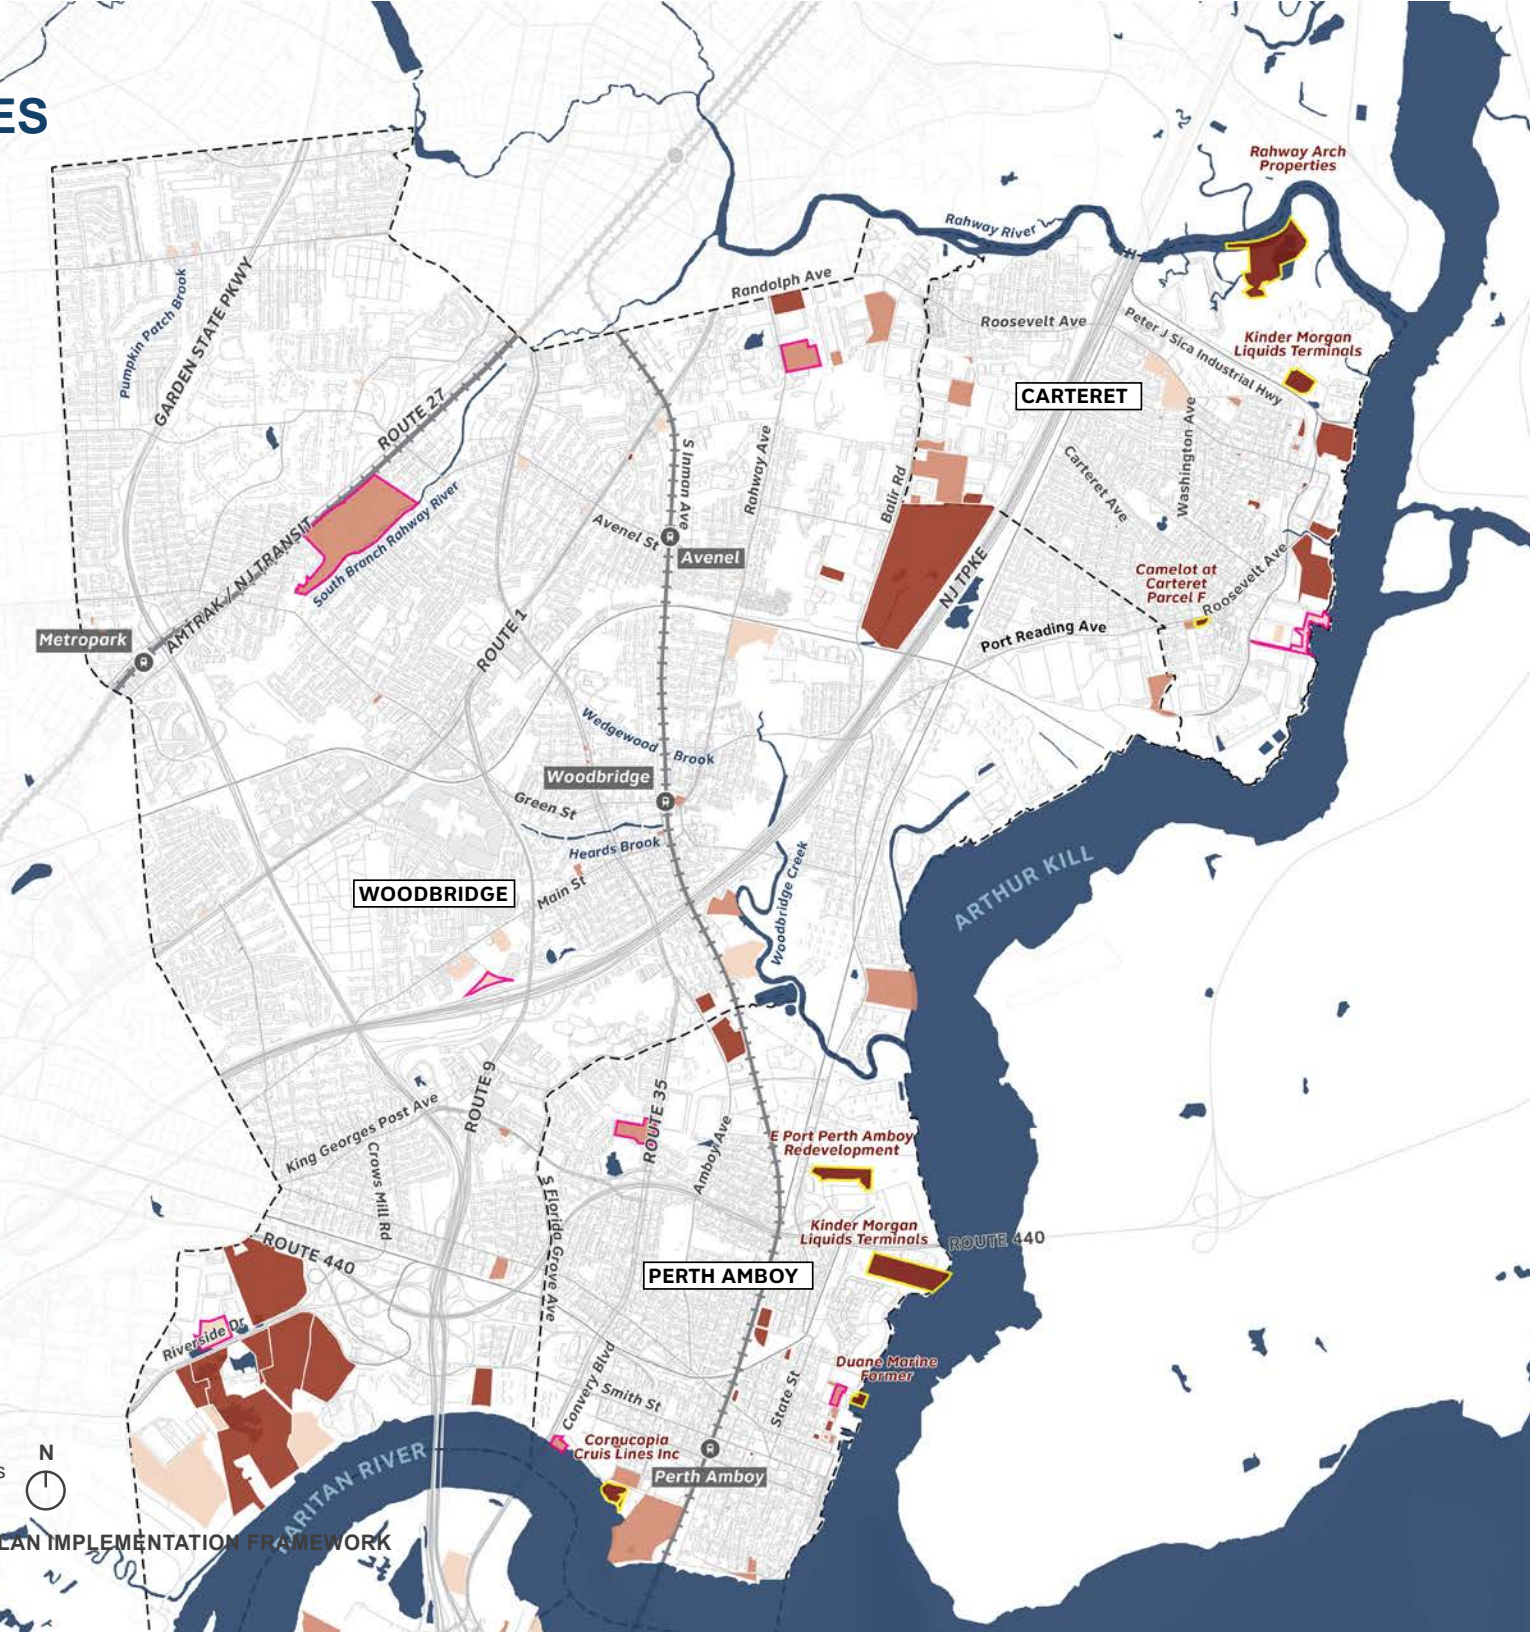 ES
Rahway Arch
Properties
Rahway River
Randolph Ave
Roosevelt Ave
Peter J Sica Industrial Hwy
Kinder Morgan
Liquids Terminals
Pumpkin Patch Brook
GARDEN STATE PKWY
ROUTE 27
CARTERET
S Inman Ave
Rahway Ave
Balir Rd
Carteret Ave
Washington Ave
South Branch Rahway River
AMTRAK / NJ TRANSIT
Avenel St
Avenel
NJ TPKE
Camelot at
Carteret
Parcel F
Roosevelt Ave
Metropark
ROUTE 1
Port Reading Ave
Wedgewood Brook
Woodbridge
Green St
Heards Brook
Main St
WOODBRIDGE
Woodbridge Creek
ARTHUR KILL
King Georges Post Ave
Crows Mill Rd
ROUTE 9
ROUTE 35
Amboy Ave
E Port Perth Amboy
Redevelopment
S Florida Grove Ave
Kinder Morgan
Liquids Terminals
ROUTE 440
ROUTE 440
PERTH AMBOY
Riverside Dr
Convery Blvd
Smith St
State St
Duane Marine
Former
Cornucopia
Cruis Lines Inc
Perth Amboy
RARITAN RIVER
S
N
LAN IMPLEMENTATION FRAMEWORK